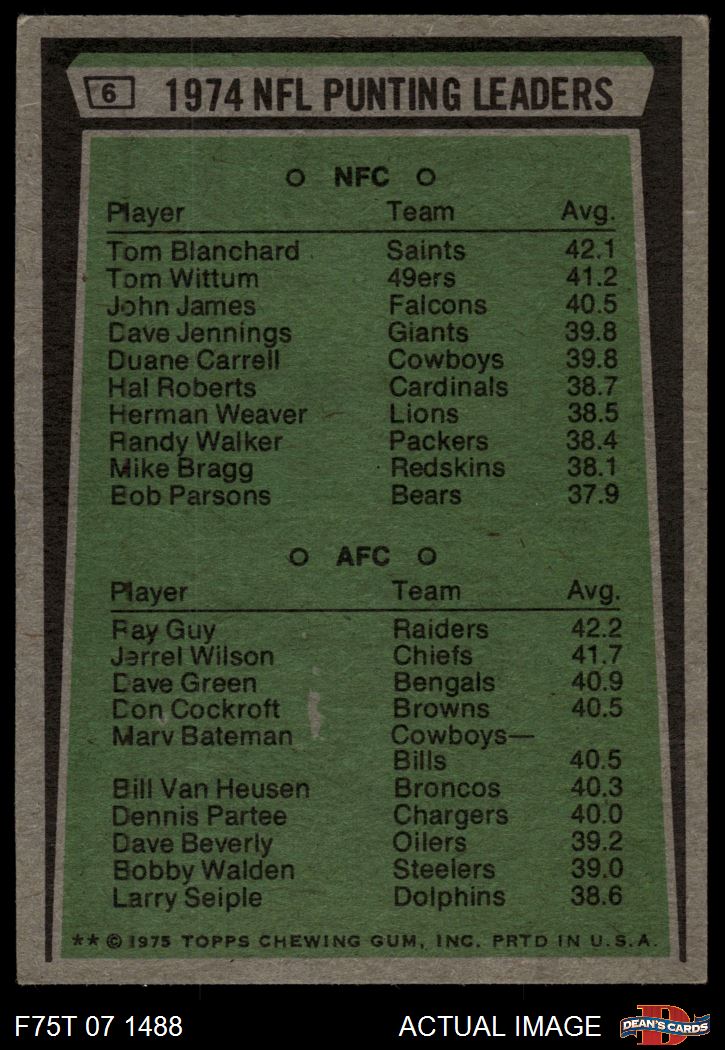 6 1974 NFL PUNTING LEADERS
NFC
Player Team Avg.
Tom Blanchard Saints 42.1
Tom Wittum 49ers 41.2
John James Falcons 40.5
Dave Jennings Giants 39.8
Duane Carrell Cowboys 39.8
Hal Roberts Cardinals 38.7
Herman Weaver Lions 38.5
Randy Walker Packers 38.4
Mike Bragg Redskins 38.1
Bob Parsons Bears 37.9
AFC
Player Team Avg.
Ray Guy Raiders 42.2
Jerrel Wilson Chiefs 41.7
Dave Green Bengals 40.9
Don Cockroft Browns 40.5
Marv Bateman Cowboys—
Bills 40.5
Bill Van Heusen Broncos 40.3
Dennis Partee Chargers 40.0
Dave Beverly Oilers 39.2
Bobby Walden Steelers 39.0
Larry Seiple Dolphins 38.6
**©1975 TOPPS CHEWING GUM, INC. PRTD IN U.S.A.
F75T 07 1488 ACTUAL IMAGE D DEAN'S CARDS